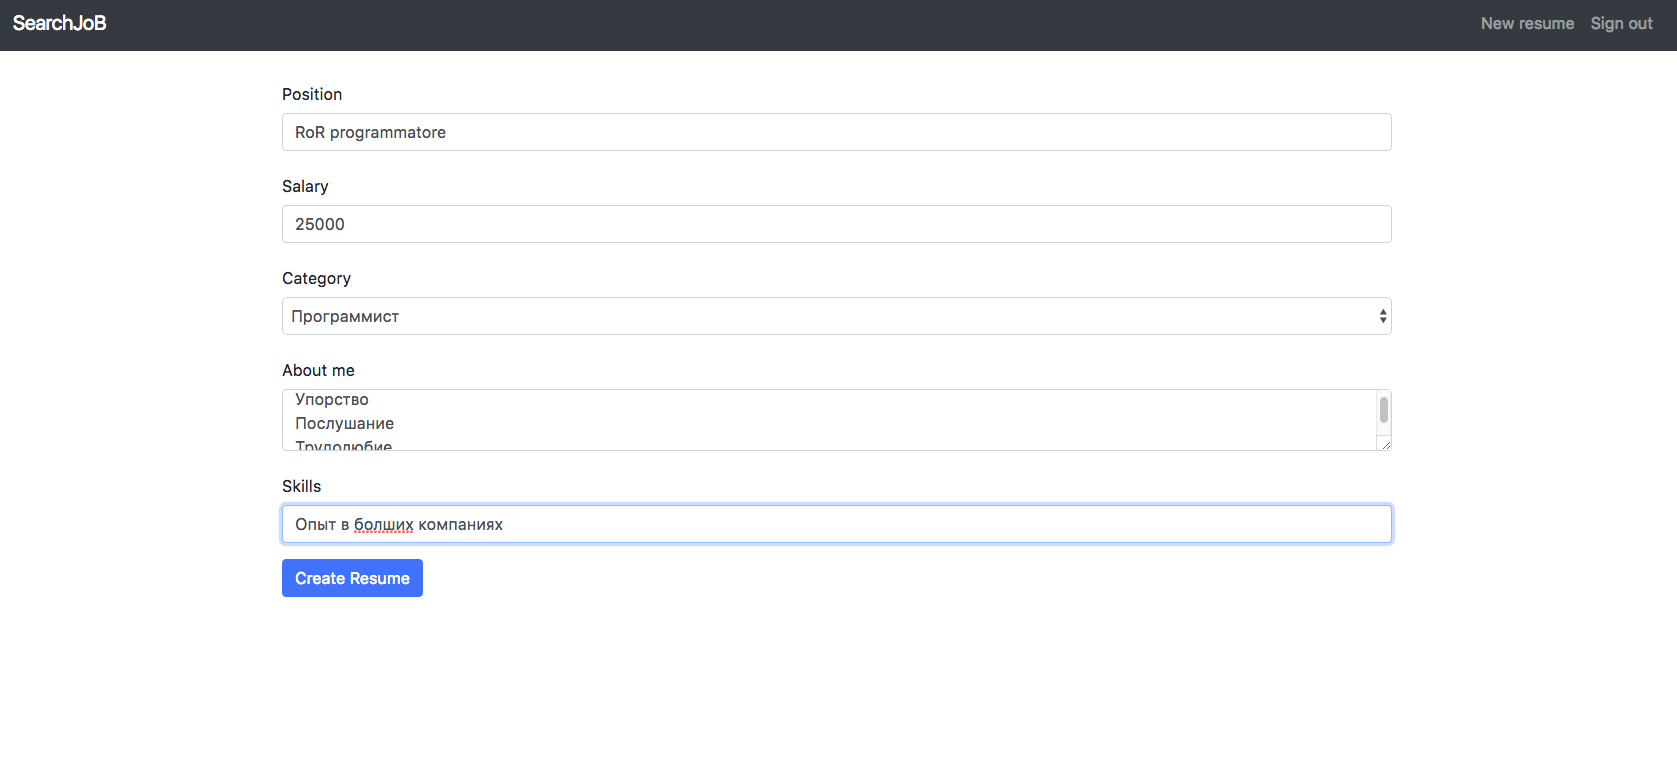 SearchJoB
New resume Sign out
Position
RoR programmatore
Salary
25000
Category
Программист
About me
Упорство
Послушание
Трудолюбие
Skills
Опыт в болших компаниях
Create Resume